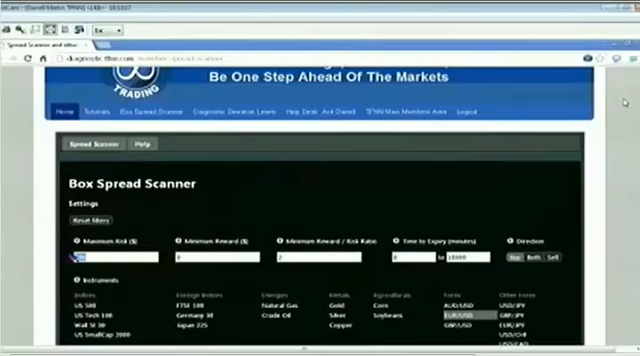 Spread Scanner and other
TRADING
Be One Step Ahead Of The Markets
Home Tutorials Box Spread Scanner Diagnostic Deviation Levels Help Desk Ask David TFNN Main Members Area Logout
Spread Scanner Help
Box Spread Scanner
Settings
Reset filters
Maximum Risk ($) Minimum Reward ($) Minimum Reward / Risk Ratio Time to Expiry (minutes) Direction
0 2 0 to 10000 Buy Both Sell
Instruments
Indices Foreign Indices Energies Metals Agriculturals Forex Other Forex
US 500 FTSE 100 Natural Gas Gold Corn AUD/USD USD/JPY
US Tech 100 Germany 30 Crude Oil Silver Soybeans EUR/USD GBP/JPY
Wall St 30 Japan 225 Copper GBP/USD EUR/JPY
US SmallCap 2000 USD/CHF
USD/CAD